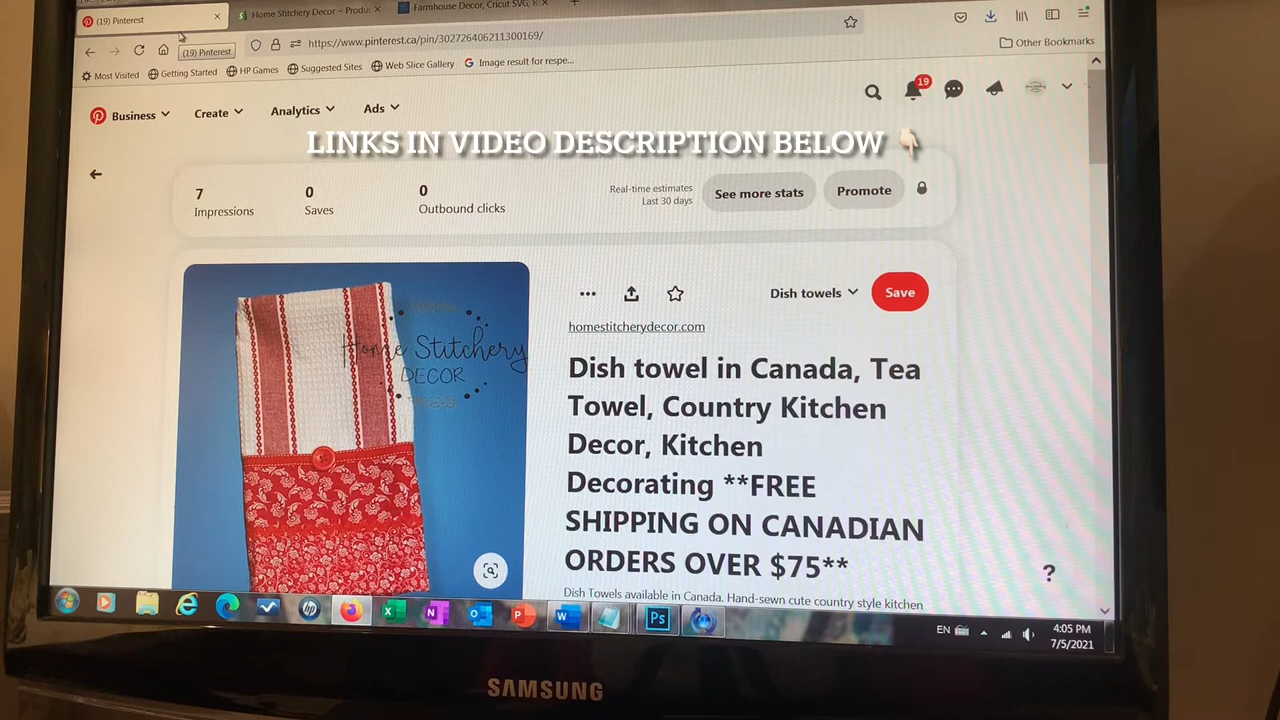 (19) Pinterest
Home Stitchery Decor – Produc
Farmhouse Decor, Cricut SVG,
(19) Pinterest
https://www.pinterest.ca/pin/302726406211300169/
Other Bookmarks
Most Visited
Getting Started
HP Games
Suggested Sites
Web Slice Gallery
Image result for respe...
Business
Create
Analytics
Ads
19
LINKS IN VIDEO DESCRIPTION BELOW
7
0
0
Impressions
Saves
Outbound clicks
Real-time estimates
Last 30 days
See more stats
Promote
Dish towels
Save
homestitcherydecor.com
Home Stitchery
DECOR
Dish towel in Canada, Tea
Towel, Country Kitchen
Decor, Kitchen
Decorating **FREE
SHIPPING ON CANADIAN
ORDERS OVER $75**
Dish Towels available in Canada. Hand-sewn cute country style kitchen
?
EN
4:05 PM
7/5/2021
Ps
SAMSUNG